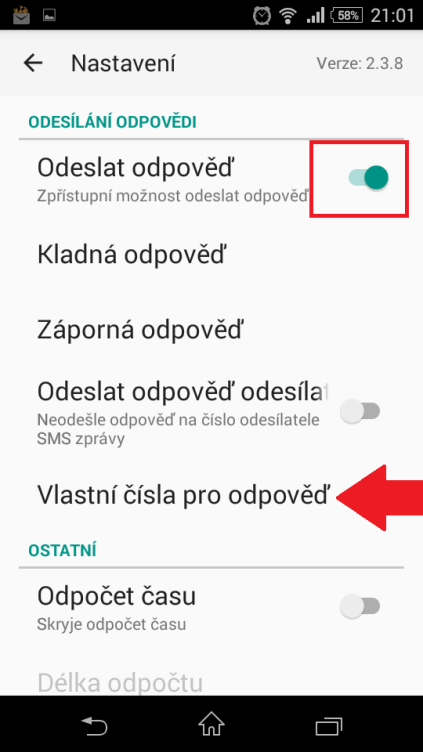 58% 21:01
Nastavení Verze: 2.3.8
ODESÍLÁNÍ ODPOVĚDI
Odeslat odpověď
Zpřístupní možnost odeslat odpověď
Kladná odpověď
Záporná odpověď
Odeslat odpověď odesílat
Neodešle odpověď na číslo odesílatele
SMS zprávy
Vlastní čísla pro odpověď
OSTATNÍ
Odpočet času
Skryje odpočet času
Délka odpočtu